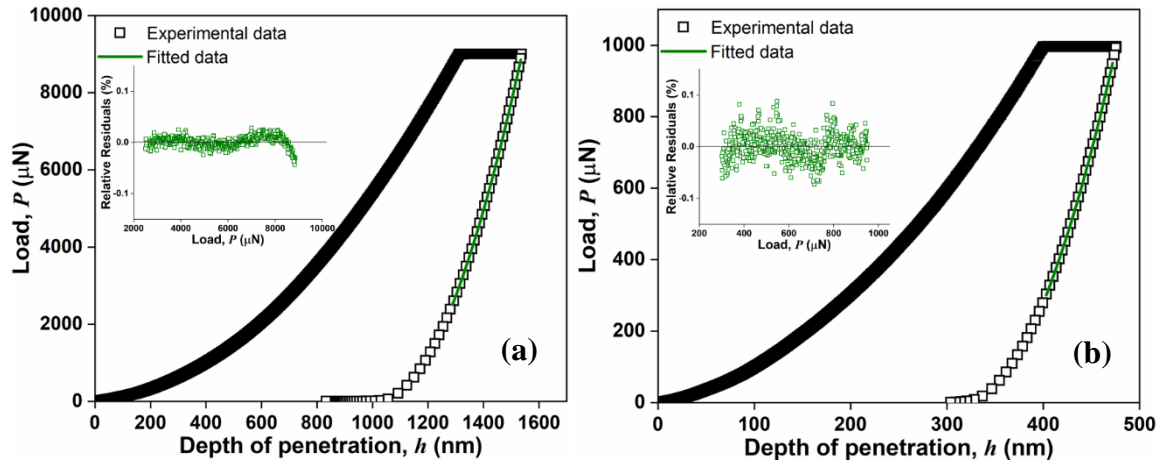 10000
8000
6000
4000
2000
0
Load, P (μN)
Experimental data
Fitted data
Relative Residuals (%)
0.1
0.0
-0.1
2000 4000 6000 8000 10000
Load, P (μN)
(a)
0 200 400 600 800 1000 1200 1400 1600
Depth of penetration, h (nm)
1000
800
600
400
200
0
Load, P (μN)
Experimental data
Fitted data
Relative Residuals (%)
0.1
0.0
-0.1
200 400 600 800 1000
Load, P (μN)
(b)
0 100 200 300 400 500
Depth of penetration, h (nm)